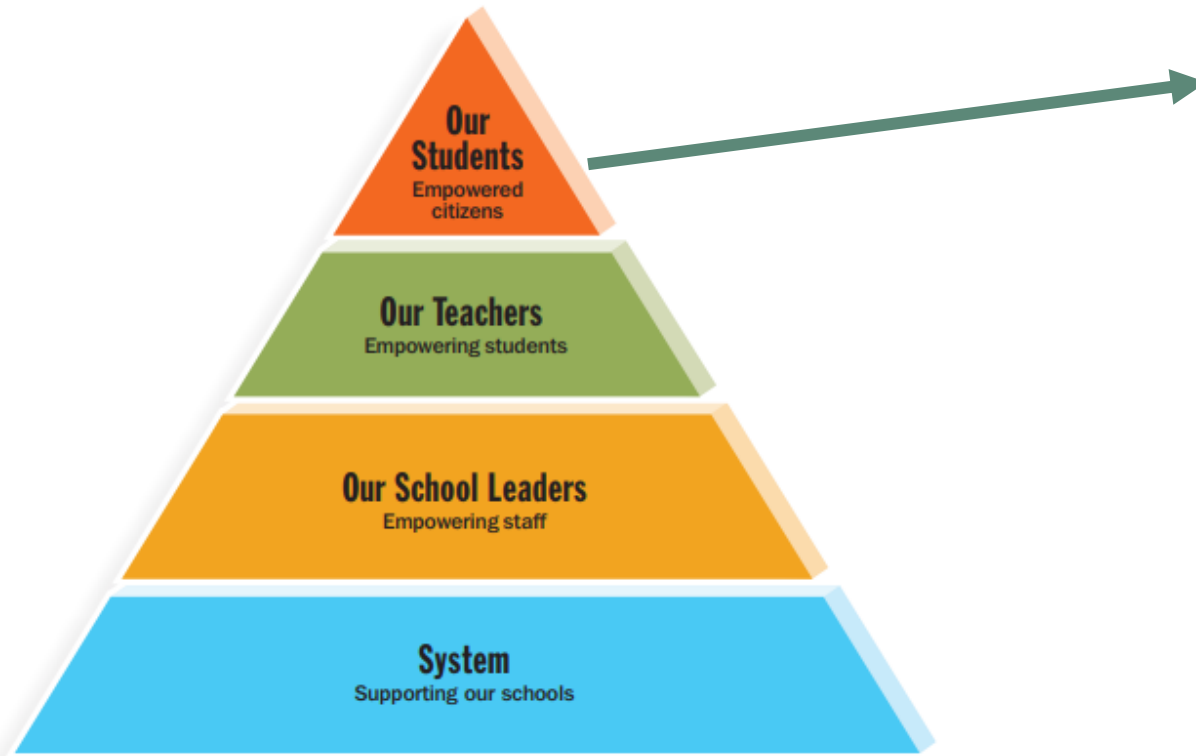 Our
Students
Empowered
citizens
Our Teachers
Empowering students
Our School Leaders
Empowering staff
System
Supporting our schools